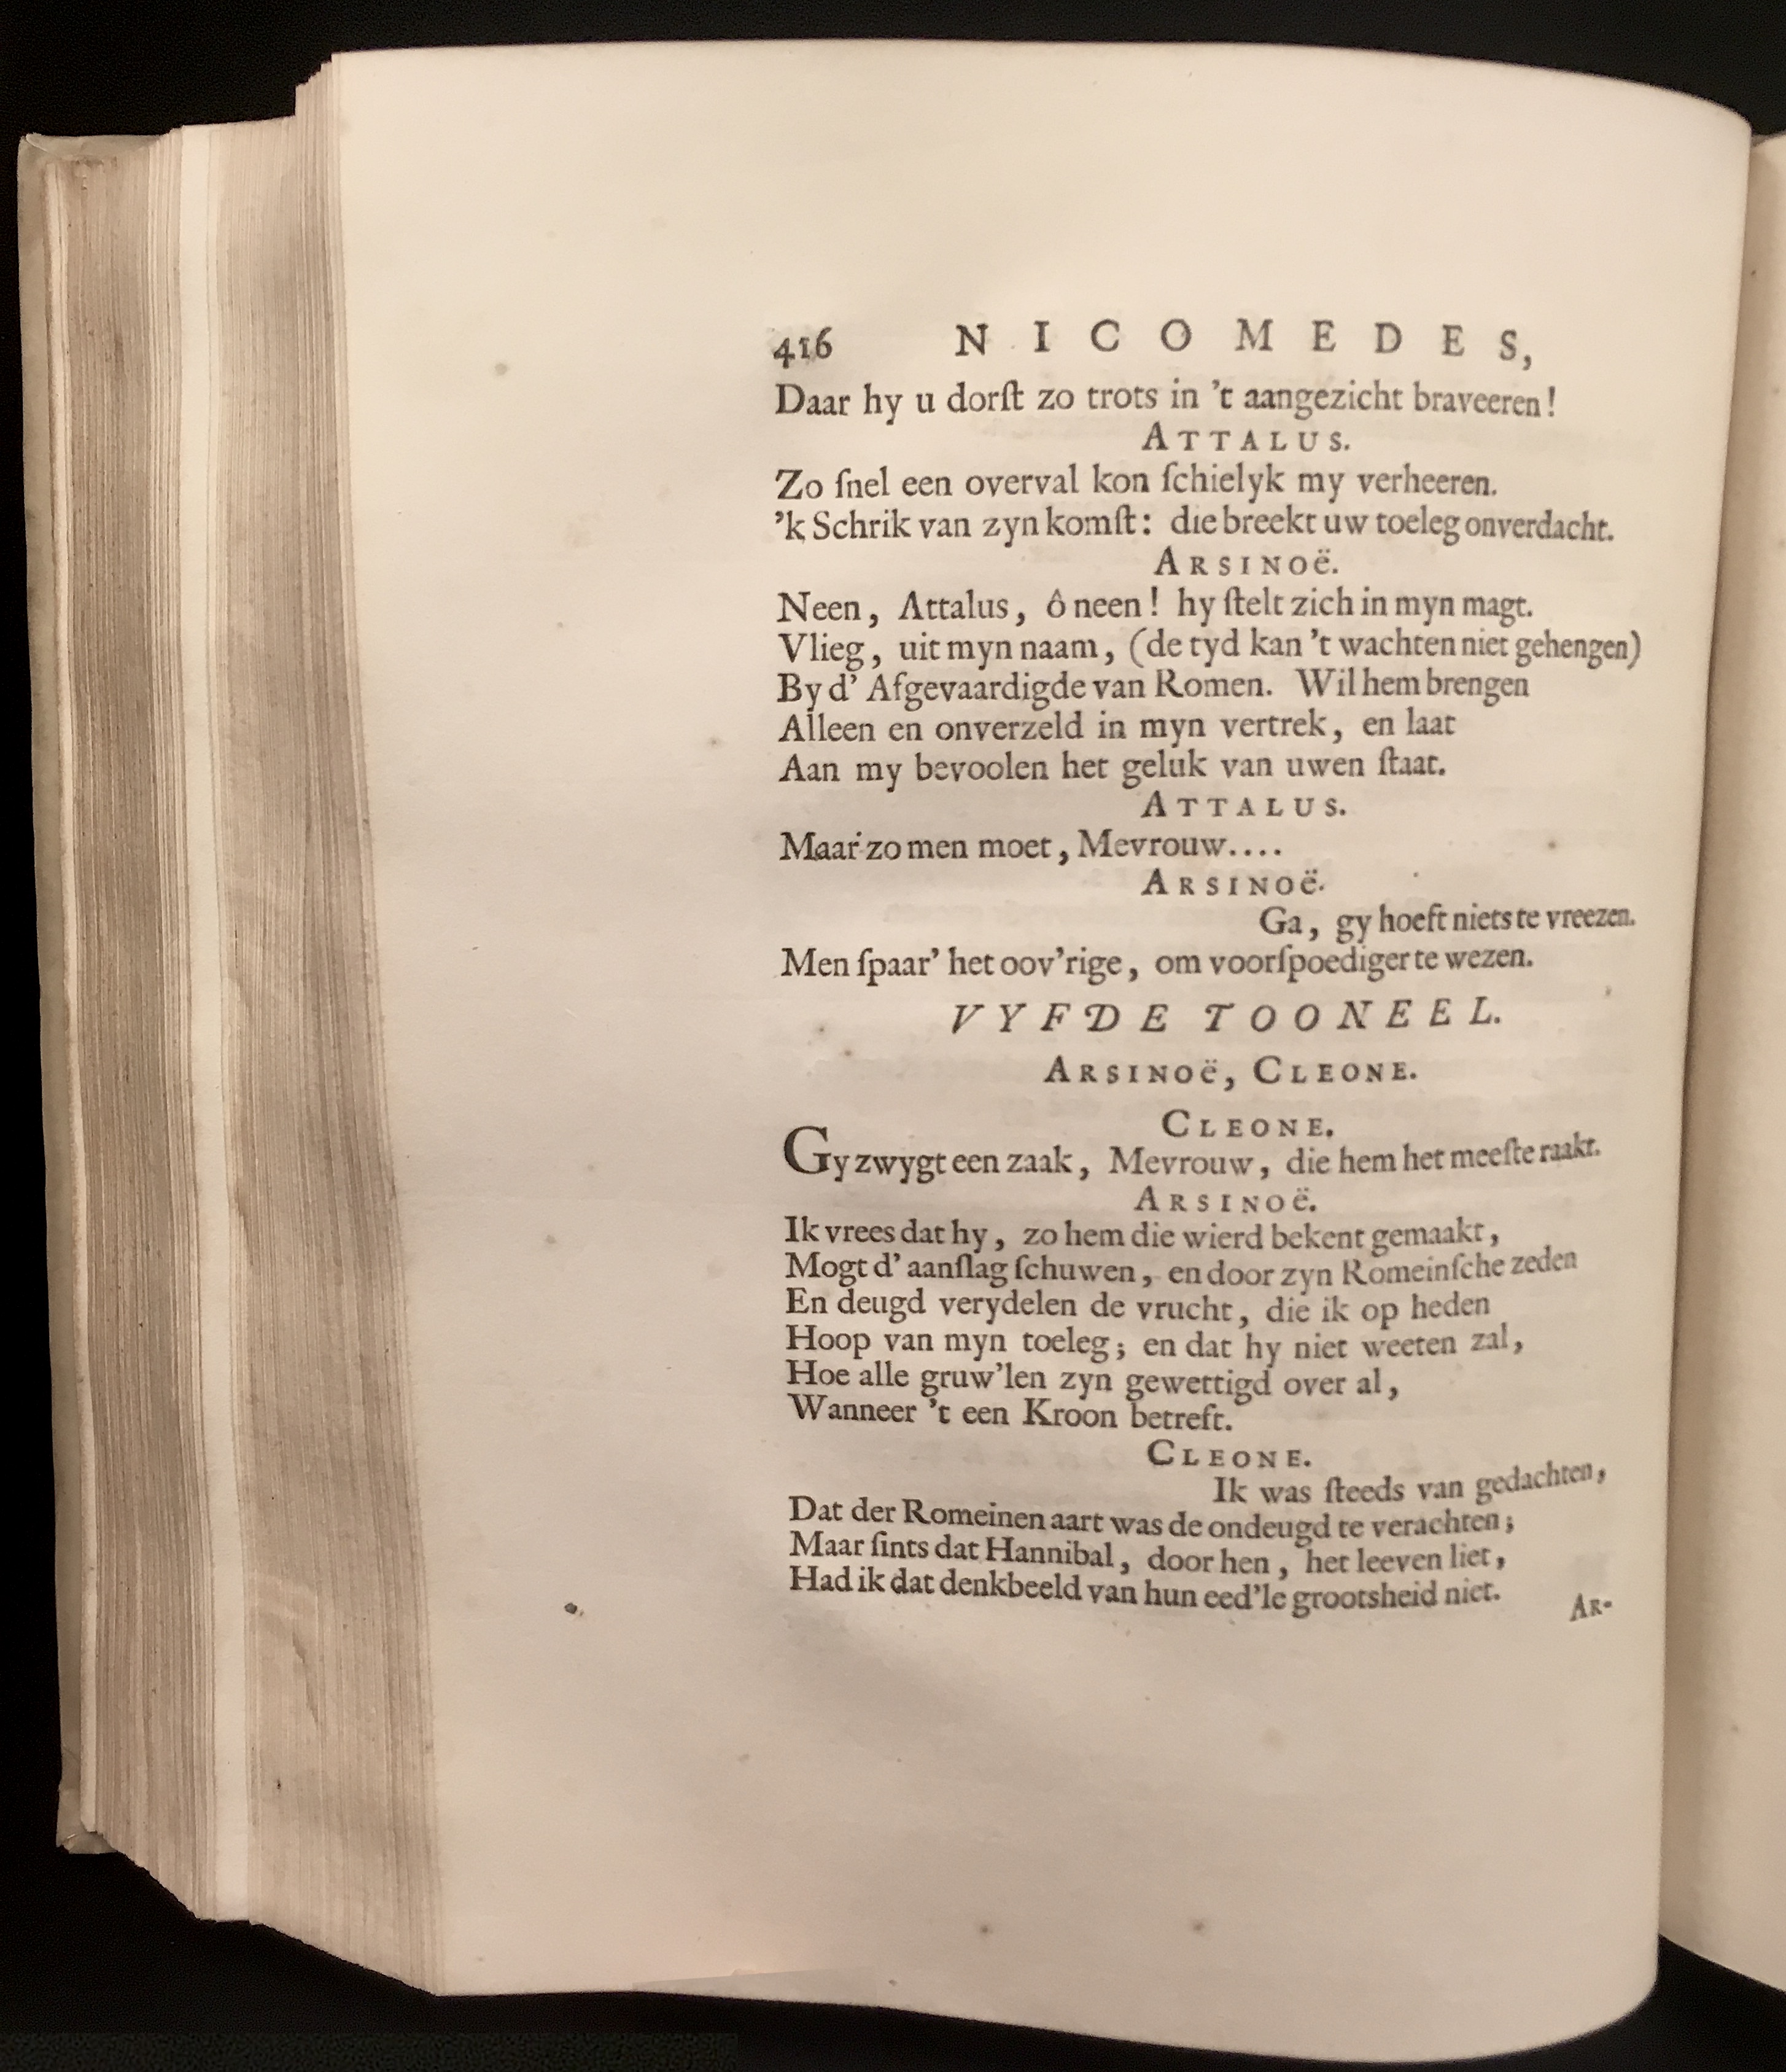 416 NICOMEDES,
Daar hy u dorſt zo trots in 't aangezicht braveeren!
ATTALUS.
Zo ſnel een overval kon ſchielyk my verheeren.
'k Schrik van zyn komſt: die breekt uw toeleg onverdacht.
ARSINOË.
Neen, Attalus, ô neen! hy ſtelt zich in myn magt.
Vlieg, uit myn naam, (de tyd kan 't wachten niet gehengen)
By d' Afgevaardigde van Romen. Wil hem brengen
Alleen en onverzeld in myn vertrek, en laat
Aan my bevoolen het geluk van uwen ſtaat.
ATTALUS.
Maar zo men moet, Mevrouw....
ARSINOË.
Ga, gy hoeft niets te vreezen.
Men ſpaar' het oov'rige, om voorſpoediger te wezen.
VYFDE TOONEEL.
ARSINOË, CLEONE.
CLEONE.
Gy zwygt een zaak, Mevrouw, die hem het meeſte raakt.
ARSINOË.
Ik vrees dat hy, zo hem die wierd bekent gemaakt,
Mogt d' aanſlag ſchuwen, en door zyn Romeinſche zeden
En deugd verydelen de vrucht, die ik op heden
Hoop van myn toeleg; en dat hy niet weeten zal,
Hoe alle gruw'len zyn gewettigd over al,
Wanneer 't een Kroon betreft.
CLEONE.
Ik was ſteeds van gedachten,
Dat der Romeinen aart was de ondeugd te verachten;
Maar ſints dat Hannibal, door hen, het leeven liet,
Had ik dat denkbeeld van hun eed'le grootsheid niet.
AR-